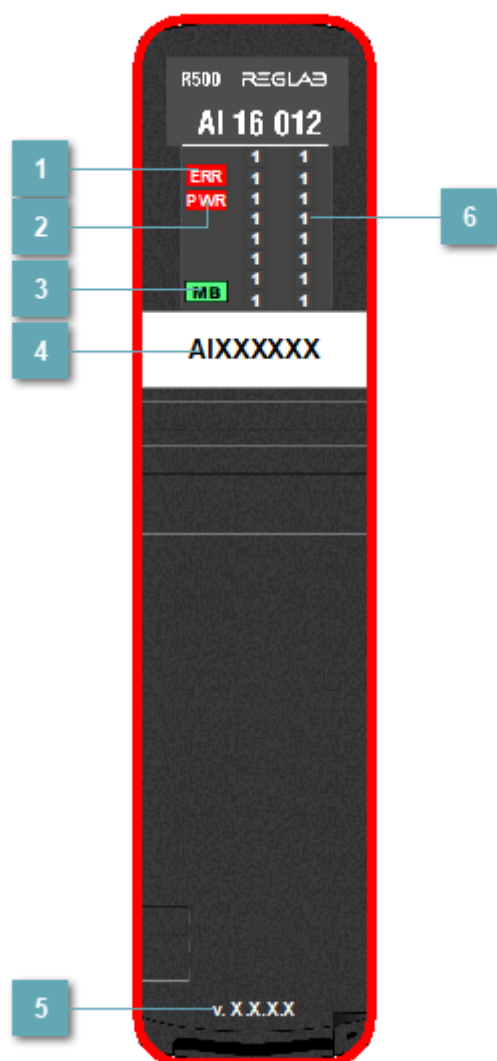 R500 REGLAB
AI 16 012
1 1
1 ERR 1 1
2 PWR 1 1
1 1 6
1 1
1 1
3 MB 1 1
1 1
4 AIXXXXXX
5 v. X.X.X.X